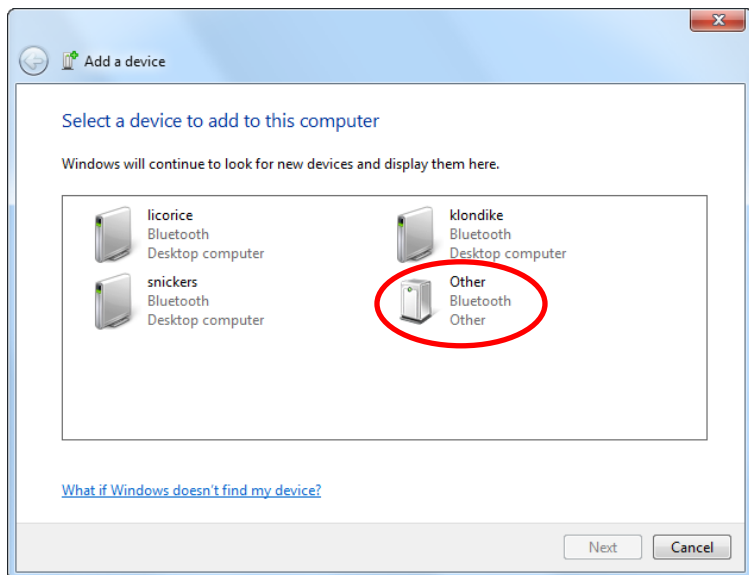 Add a device
Select a device to add to this computer
Windows will continue to look for new devices and display them here.
licorice
Bluetooth
Desktop computer
klondike
Bluetooth
Desktop computer
snickers
Bluetooth
Desktop computer
Other
Bluetooth
Other
What if Windows doesn't find my device?
Next
Cancel